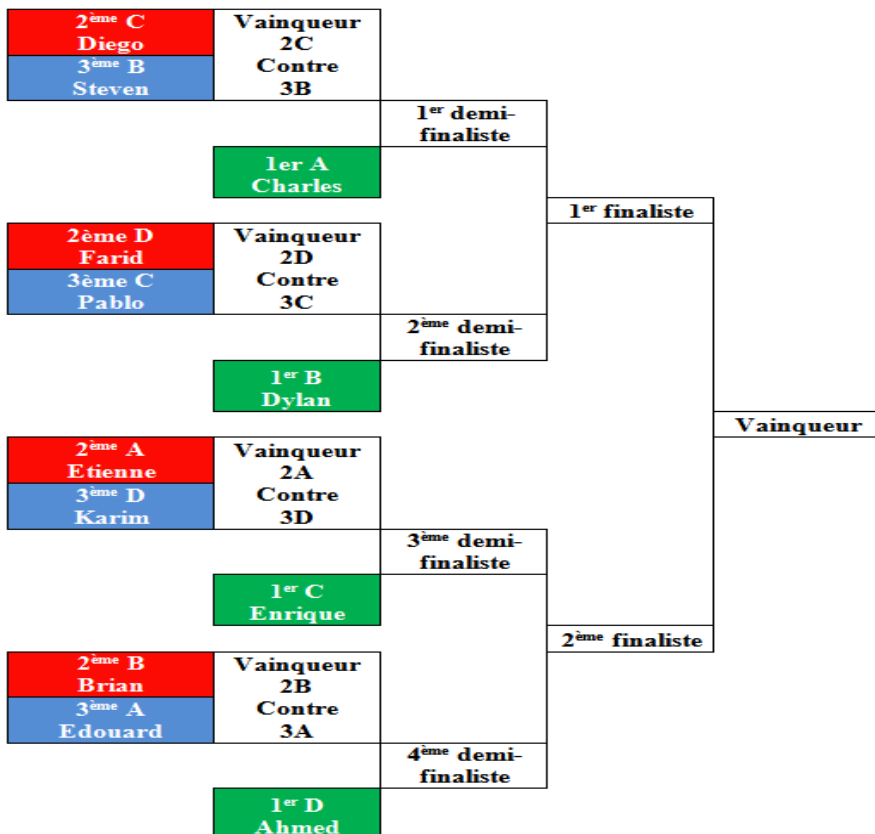 2ème C
Diego
3ème B
Steven
Vainqueur
2C
Contre
3B
1er demi-
finaliste
1er A
Charles
1er finaliste
2ème D
Farid
3ème C
Pablo
Vainqueur
2D
Contre
3C
2ème demi-
finaliste
1er B
Dylan
Vainqueur
2ème A
Etienne
3ème D
Karim
Vainqueur
2A
Contre
3D
3ème demi-
finaliste
1er C
Enrique
2ème finaliste
2ème B
Brian
3ème A
Edouard
Vainqueur
2B
Contre
3A
4ème demi-
finaliste
1er D
Ahmed